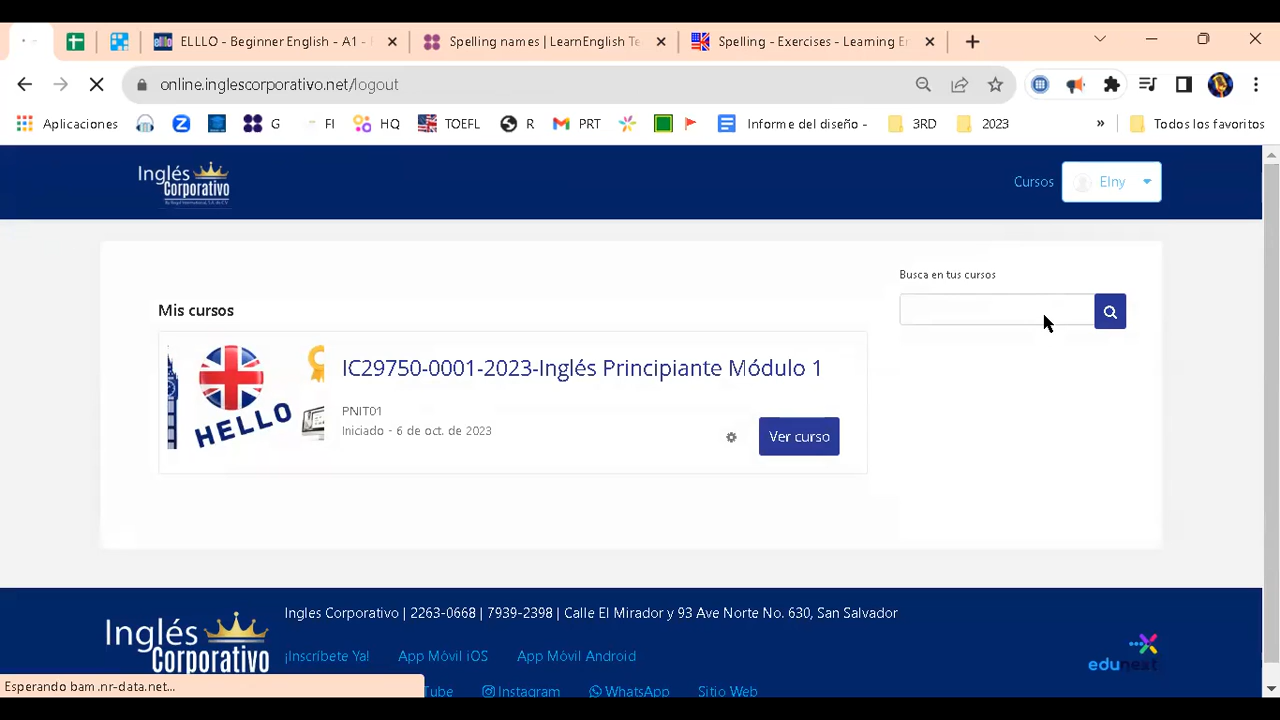 ELLLO - Beginner English - A1 -
Spelling names | LearnEnglish Te
Spelling - Exercises - Learning En
online.inglescorporativo.net/logout
Aplicaciones
G
FI
HQ
TOEFL
R
PRT
Informe del diseño -
3RD
2023
»
Todos los favoritos
Inglés
Corporativo
Cursos
Elny
Busca en tus cursos
Mis cursos
HELLO
IC29750-0001-2023-Inglés Principiante Módulo 1
PNIT01
Iniciado - 6 de oct. de 2023
Ver curso
Inglés
Corporativo
Ingles Corporativo | 2263-0668 | 7939-2398 | Calle El Mirador y 93 Ave Norte No. 630, San Salvador
¡Inscríbete Ya!
App Móvil iOS
App Móvil Android
edunext
Tube
Instagram
WhatsApp
Sitio Web
Esperando bam.nr-data.net...